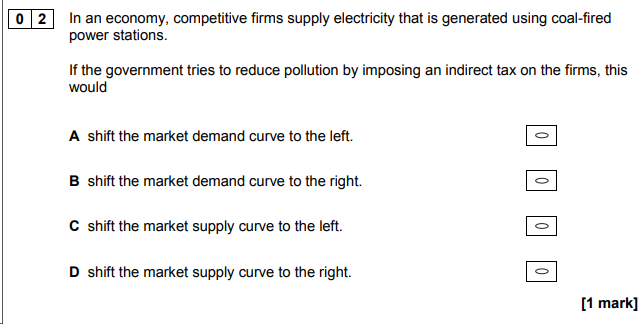 0 2 In an economy, competitive firms supply electricity that is generated using coal-fired
power stations.
If the government tries to reduce pollution by imposing an indirect tax on the firms, this
would
A shift the market demand curve to the left.
B shift the market demand curve to the right.
C shift the market supply curve to the left.
D shift the market supply curve to the right.
[1 mark]